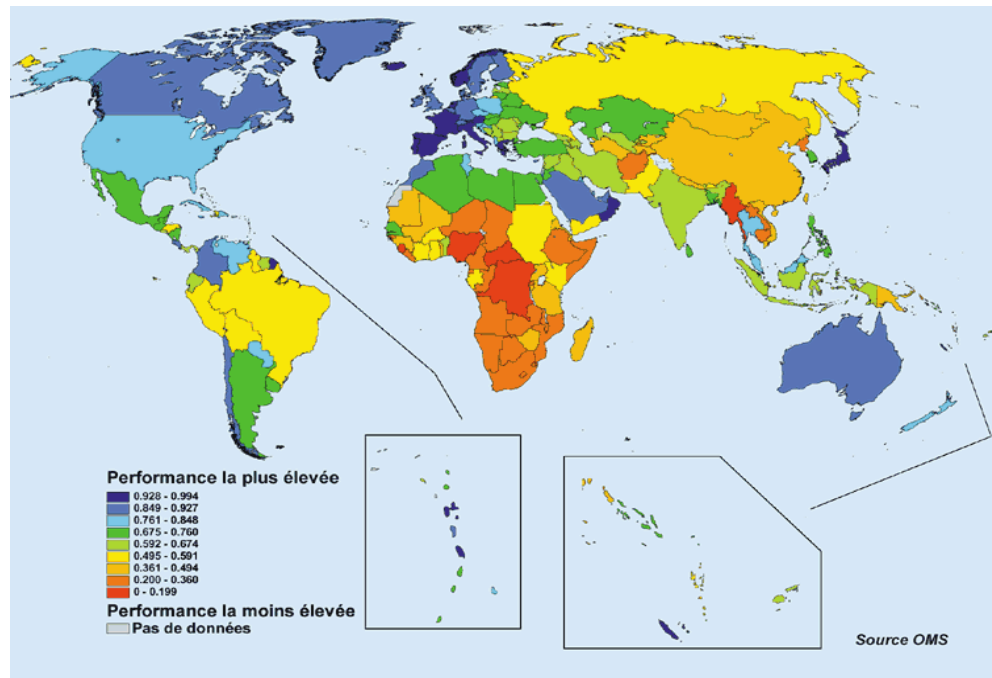 Performance la plus élevée
0.928 - 0.994
0.849 - 0.927
0.761 - 0.848
0.675 - 0.760
0.592 - 0.674
0.495 - 0.591
0.361 - 0.494
0.200 - 0.360
0 - 0.199
Performance la moins élevée
Pas de données
Source OMS